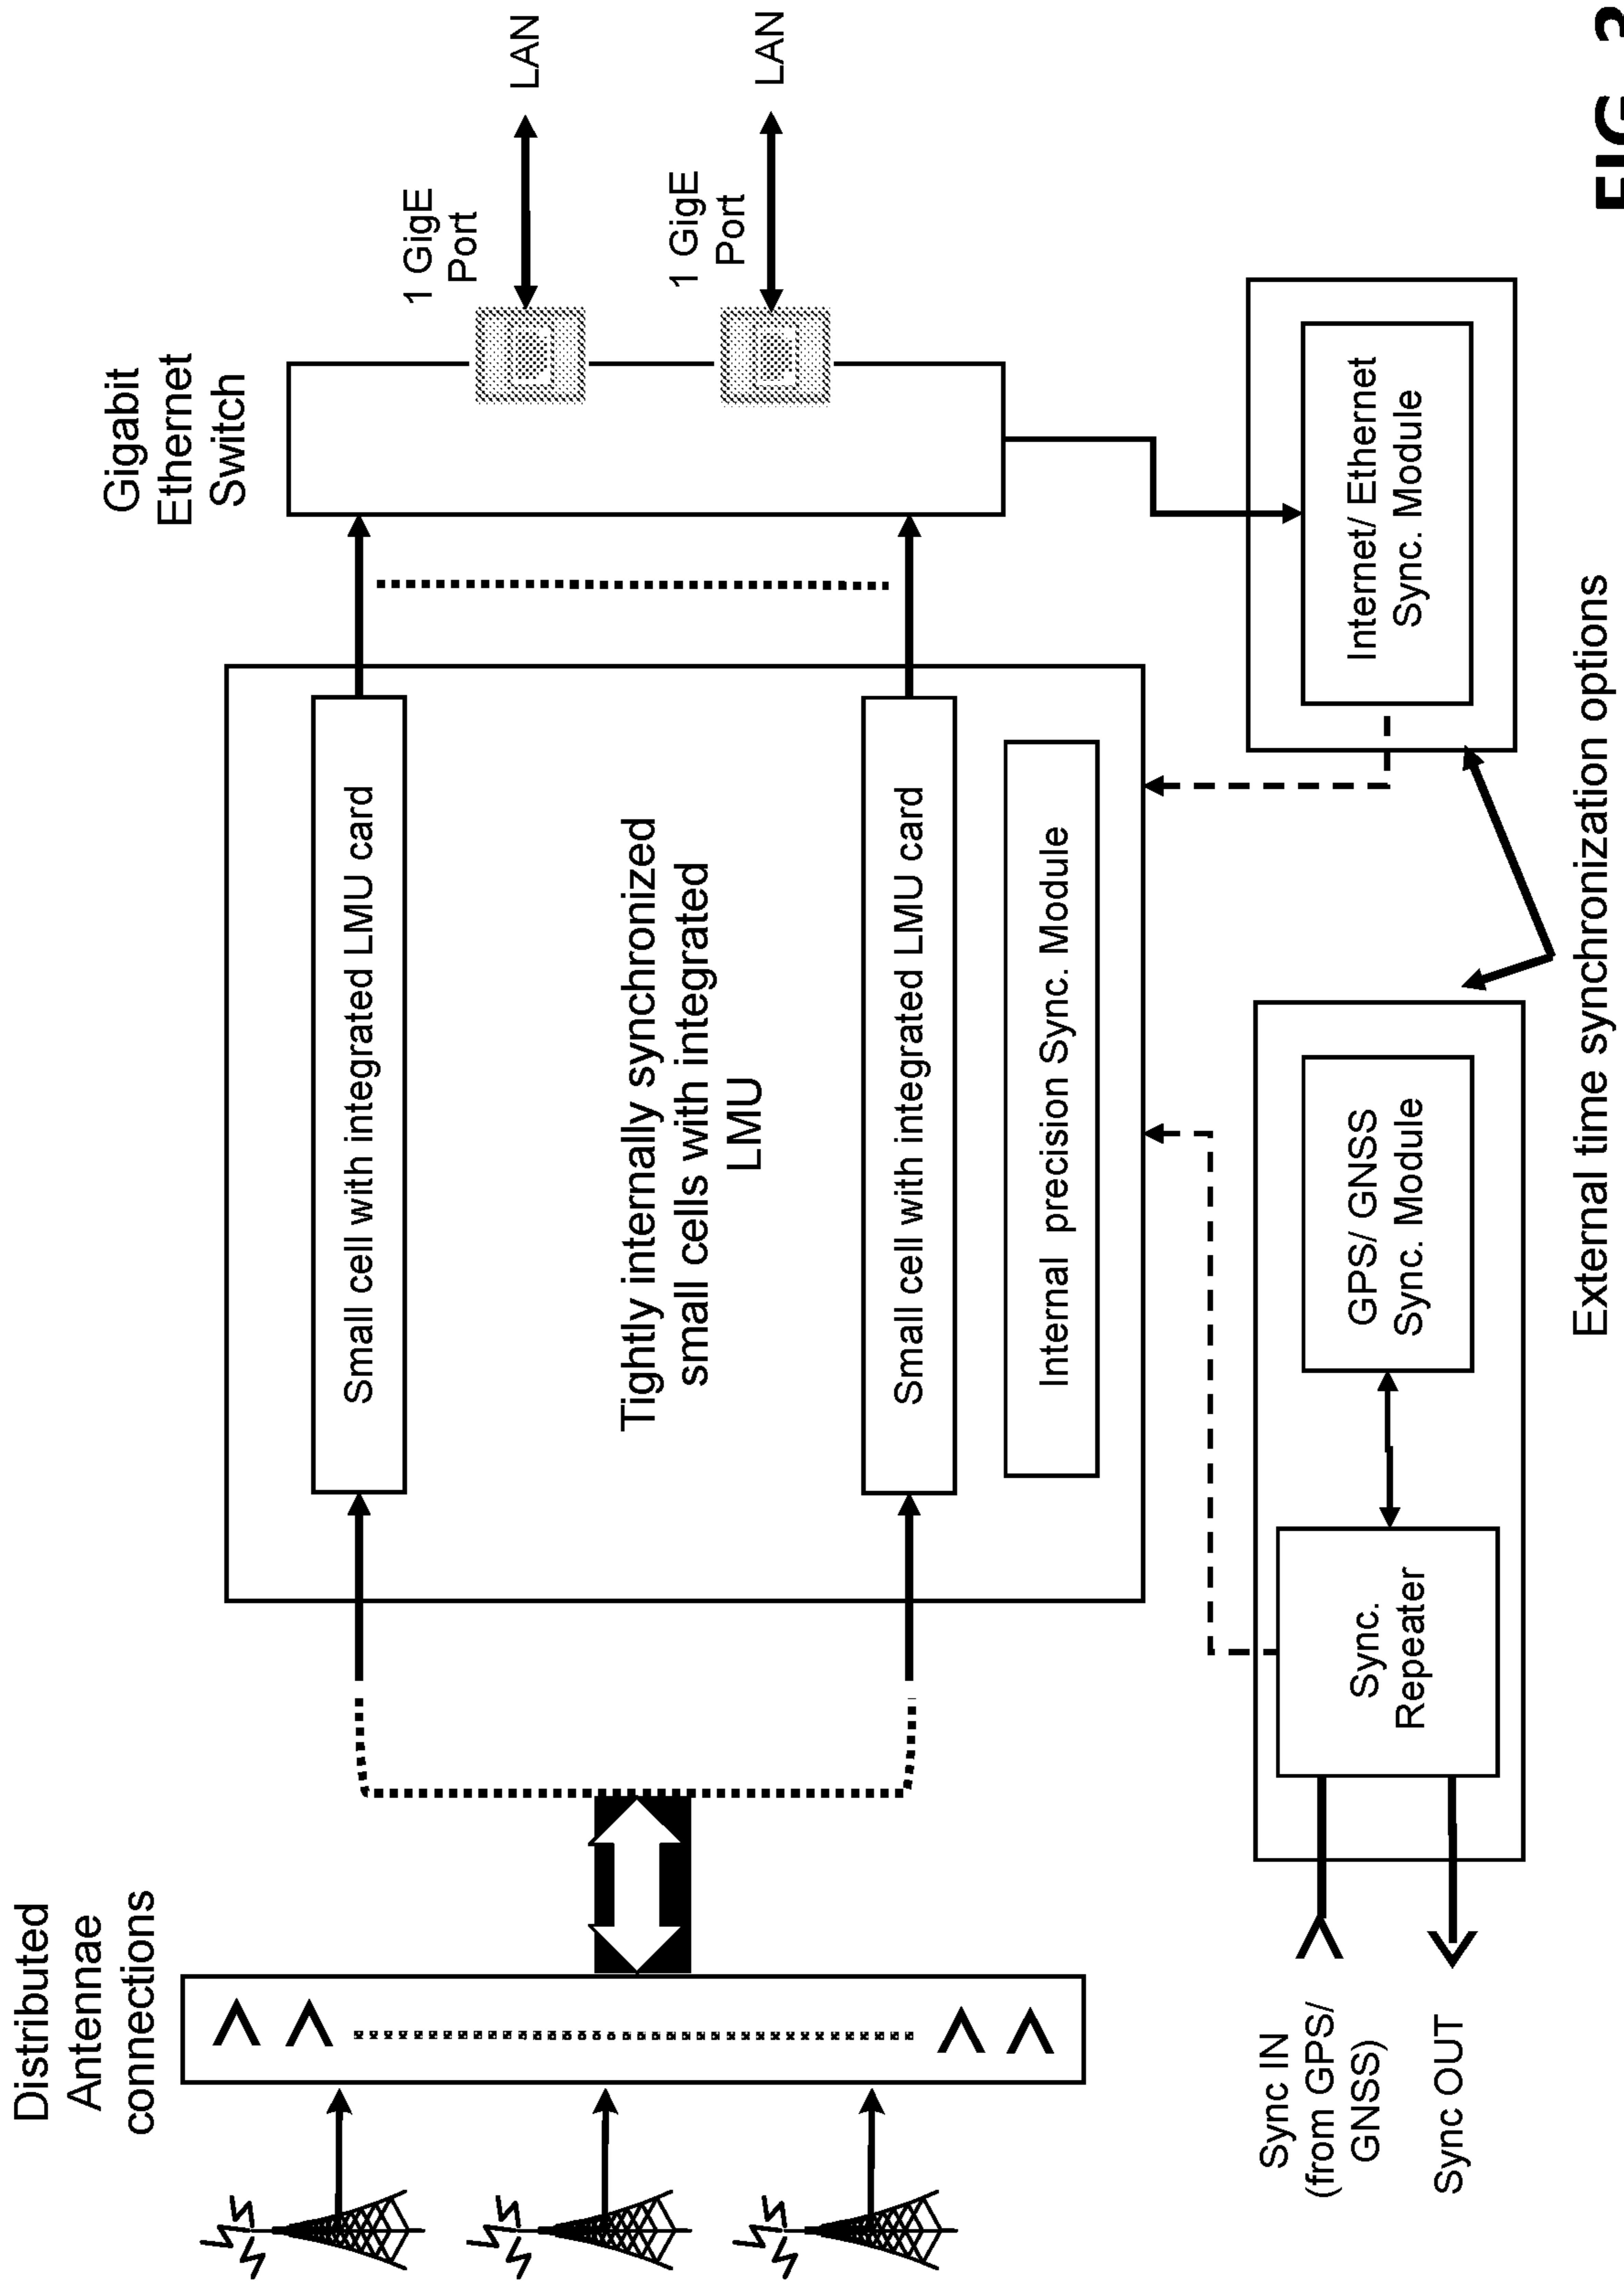 Distributed
Antennae
connections
Gigabit
Ethernet
Switch
Small cell with integrated LMU card
1 GigE
Port
LAN
Tightly internally synchronized
small cells with integrated
LMU
1 GigE
Port
LAN
Small cell with integrated LMU card
Internal precision Sync. Module
Sync IN
(from GPS/
GNSS)
Sync OUT
Sync.
Repeater
GPS/ GNSS
Sync. Module
Internet/ Ethernet
Sync. Module
External time synchronization options
FIG